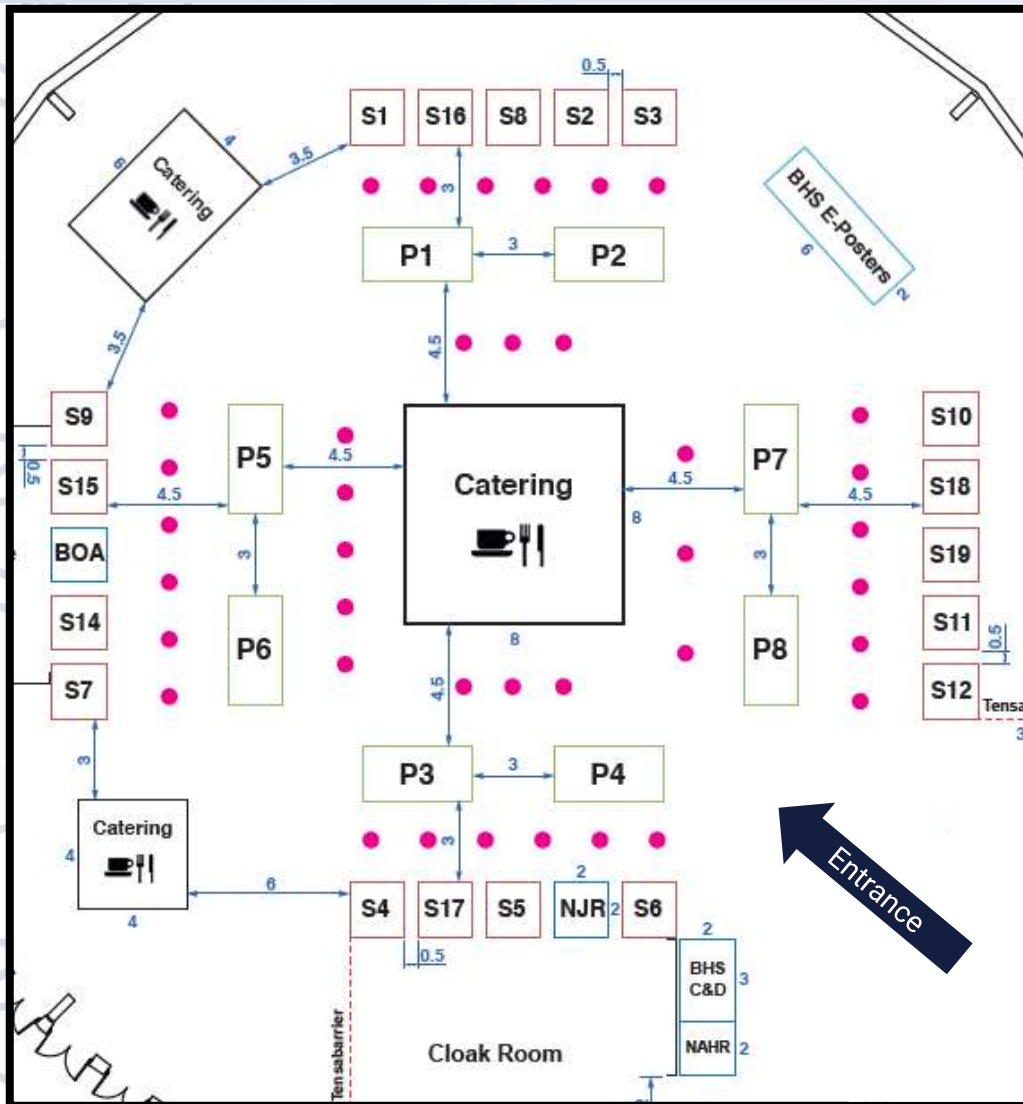 0.5
S1 S16 S8 S2 S3
4
6
Catering
3.5
3
BHS E-Posters
6
2
P1 3 P2
3.5
4.5
S9
0.5
S15
BOA
S14
S7
4.5
P5
3
P6
4.5
Catering
8
8
4.5
P7
3
P8
4.5
S10
S18
S19
S11
0.5
S12
Tensa
3
4.5
3
P3 3 P4
Catering
4
4
6
3
Entrance
2
S4 S17 S5 NJR 2 S6
0.5
2
BHS
C&D
3
NAHR 2
Tensabarrier
Cloak Room